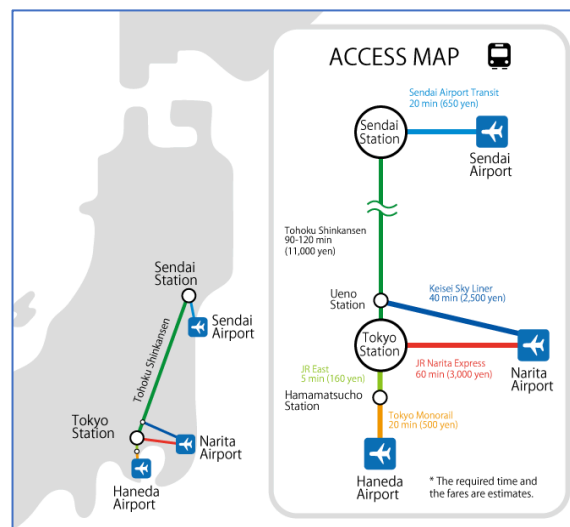 Sendai
Station
Sendai
Airport
Tohoku Shinkansen
Tokyo
Station
Narita
Airport
Haneda
Airport
ACCESS MAP
Sendai Airport Transit
20 min (650 yen)
Sendai
Station
Sendai
Airport
Tohoku Shinkansen
90-120 min
(11,000 yen)
Ueno
Station
Keisei Sky Liner
40 min (2,500 yen)
Tokyo
Station
JR East
5 min (160 yen)
JR Narita Express
60 min (3,000 yen)
Narita
Airport
Hamamatsucho
Station
Tokyo Monorail
20 min (500 yen)
Haneda
Airport
* The required time and
the fares are estimates.